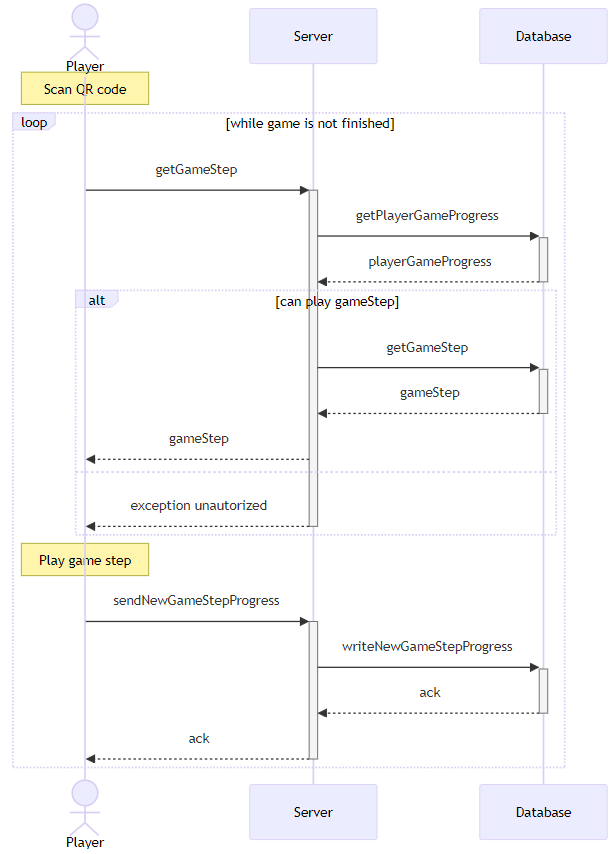 Player
Server
Database
Scan QR code
loop
[while game is not finished]
getGameStep
getPlayerGameProgress
playerGameProgress
alt
[can play gameStep]
getGameStep
gameStep
gameStep
exception unautorized
Play game step
sendNewGameStepProgress
writeNewGameStepProgress
ack
ack
Player
Server
Database